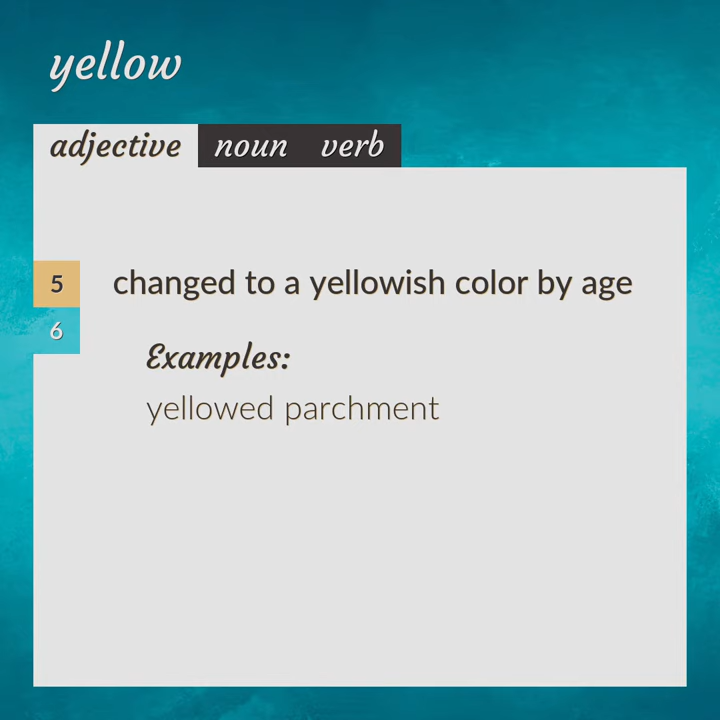 yellow
adjective noun verb
5 changed to a yellowish color by age
6
Examples:
yellowed parchment